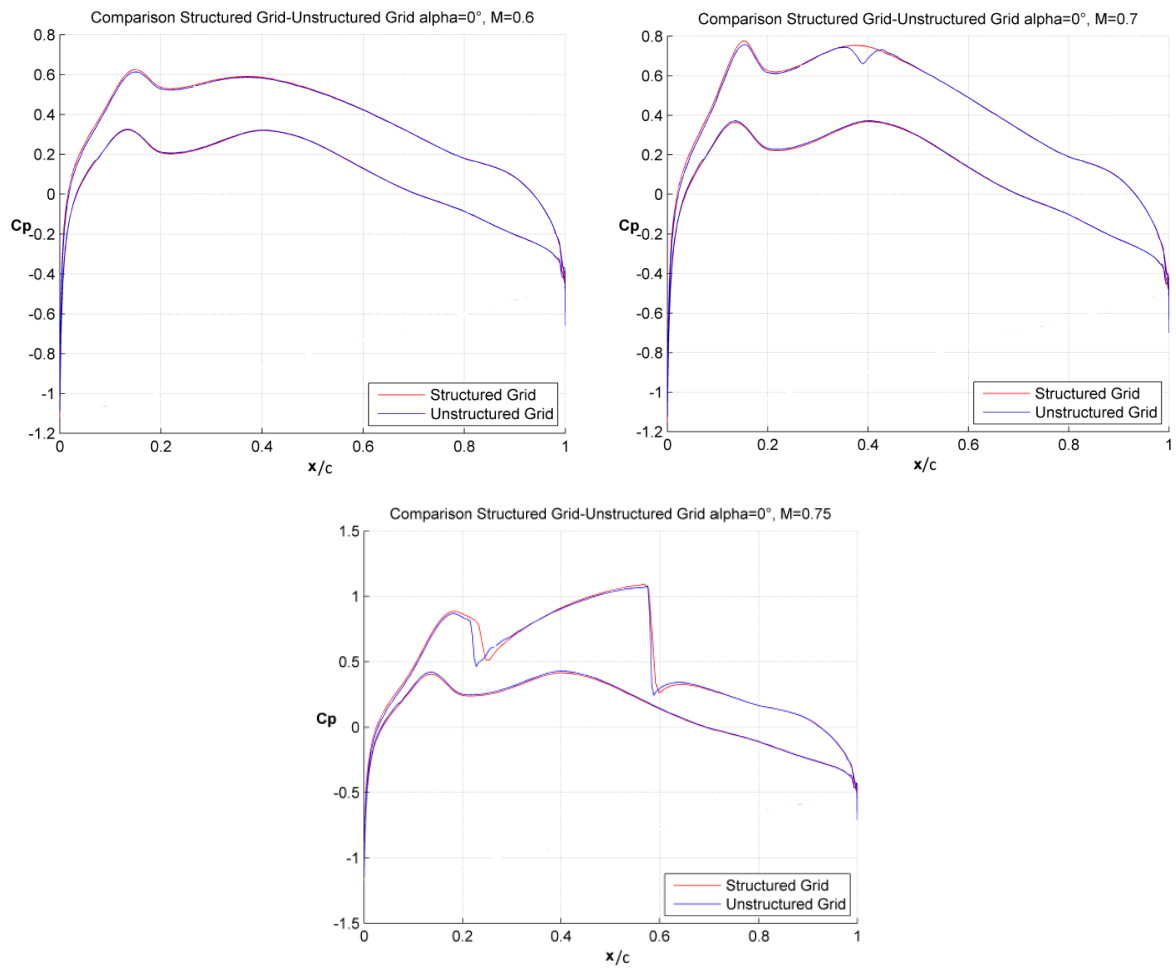 Comparison Structured Grid-Unstructured Grid alpha=0°, M=0.6
0.8
0.6
0.4
0.2
0
Cp
-0.2
-0.4
-0.6
-0.8
-1
-1.2
0 0.2 0.4 0.6 0.8 1
x/c
Structured Grid
Unstructured Grid
Comparison Structured Grid-Unstructured Grid alpha=0°, M=0.7
0.8
0.6
0.4
0.2
0
Cp
-0.2
-0.4
-0.6
-0.8
-1
-1.2
0 0.2 0.4 0.6 0.8 1
x/c
Structured Grid
Unstructured Grid
Comparison Structured Grid-Unstructured Grid alpha=0°, M=0.75
1.5
1
0.5
Cp
0
-0.5
-1
-1.5
0 0.2 0.4 0.6 0.8 1
x/c
Structured Grid
Unstructured Grid